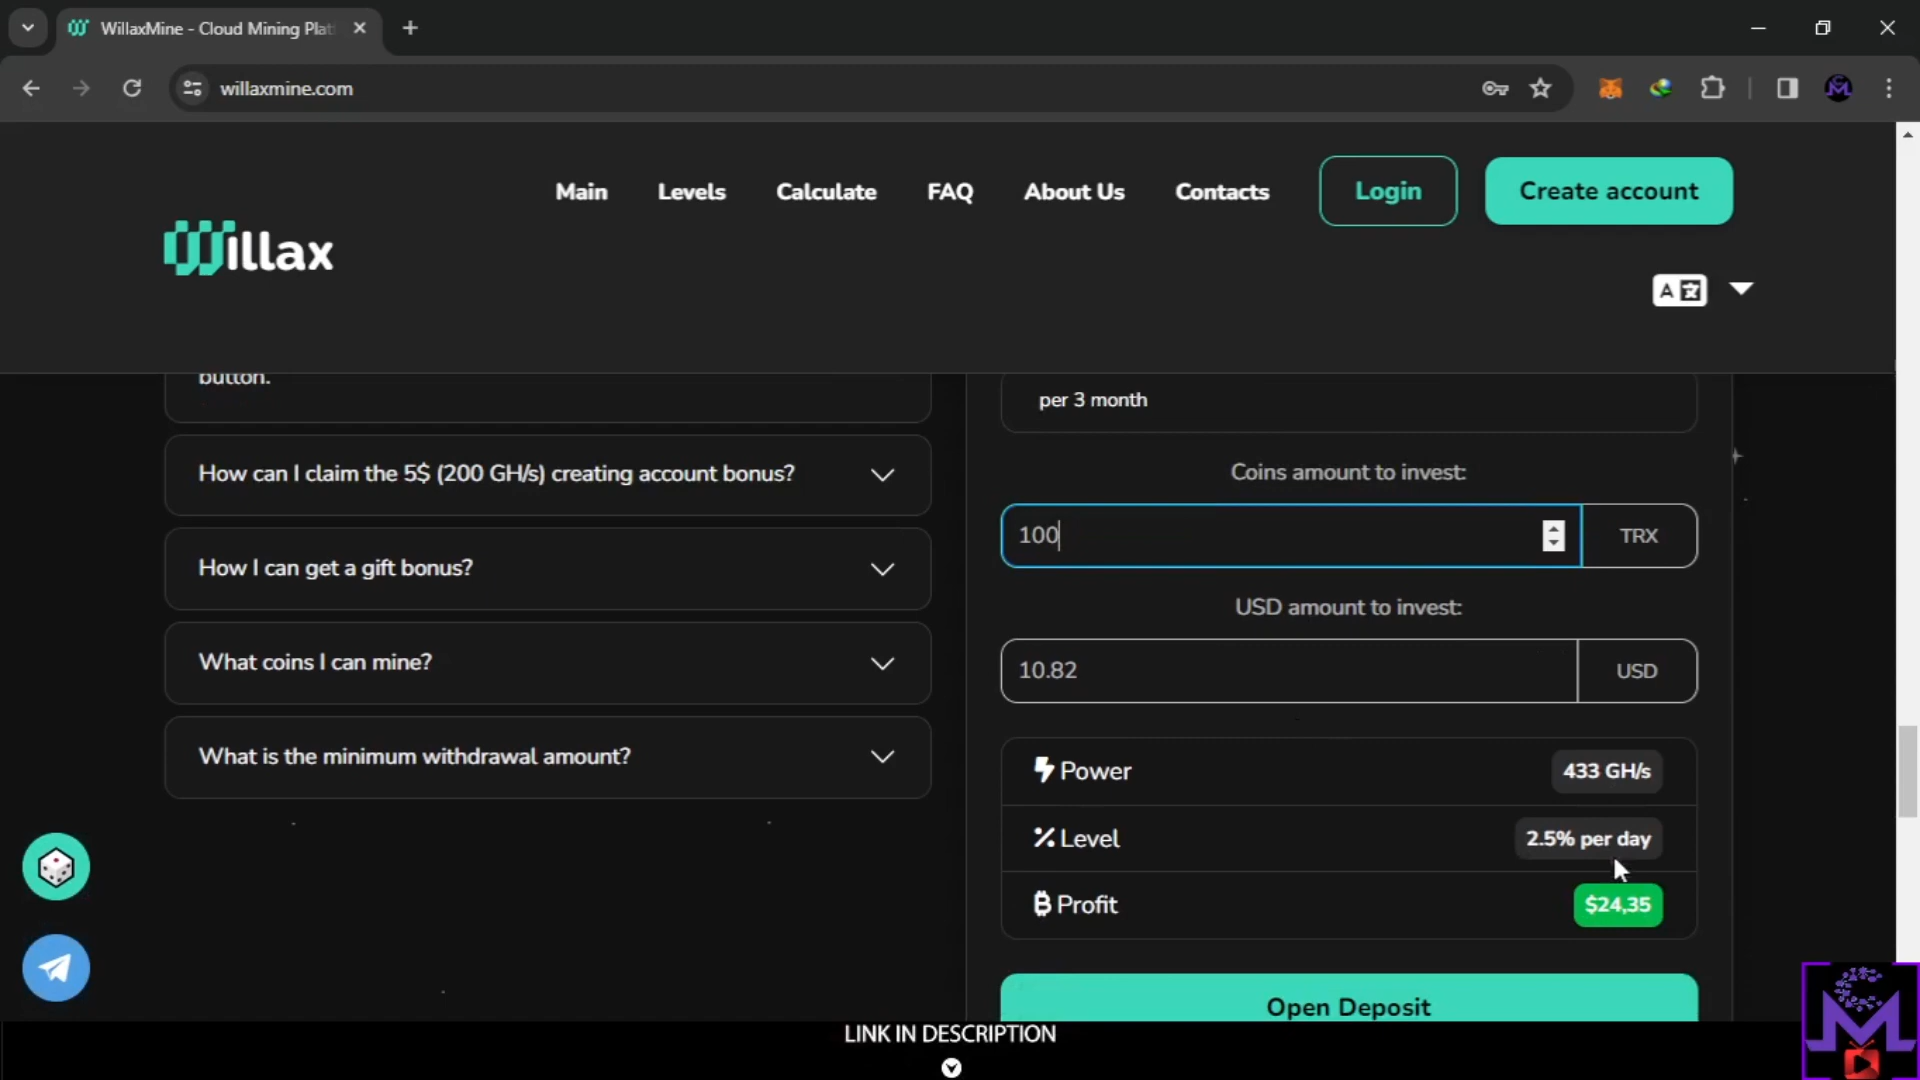 WillaxMine - Cloud Mining Plat
willaxmine.com
Main
Levels
Calculate
FAQ
About Us
Contacts
Login
Create account
Willax
A
button.
How can I claim the 5$ (200 GH/s) creating account bonus?
How I can get a gift bonus?
What coins I can mine?
What is the minimum withdrawal amount?
per 3 month
Coins amount to invest:
100
TRX
USD amount to invest:
10.82
USD
Power
433 GH/s
Level
2.5% per day
Profit
$24,35
Open Deposit
LINK IN DESCRIPTION